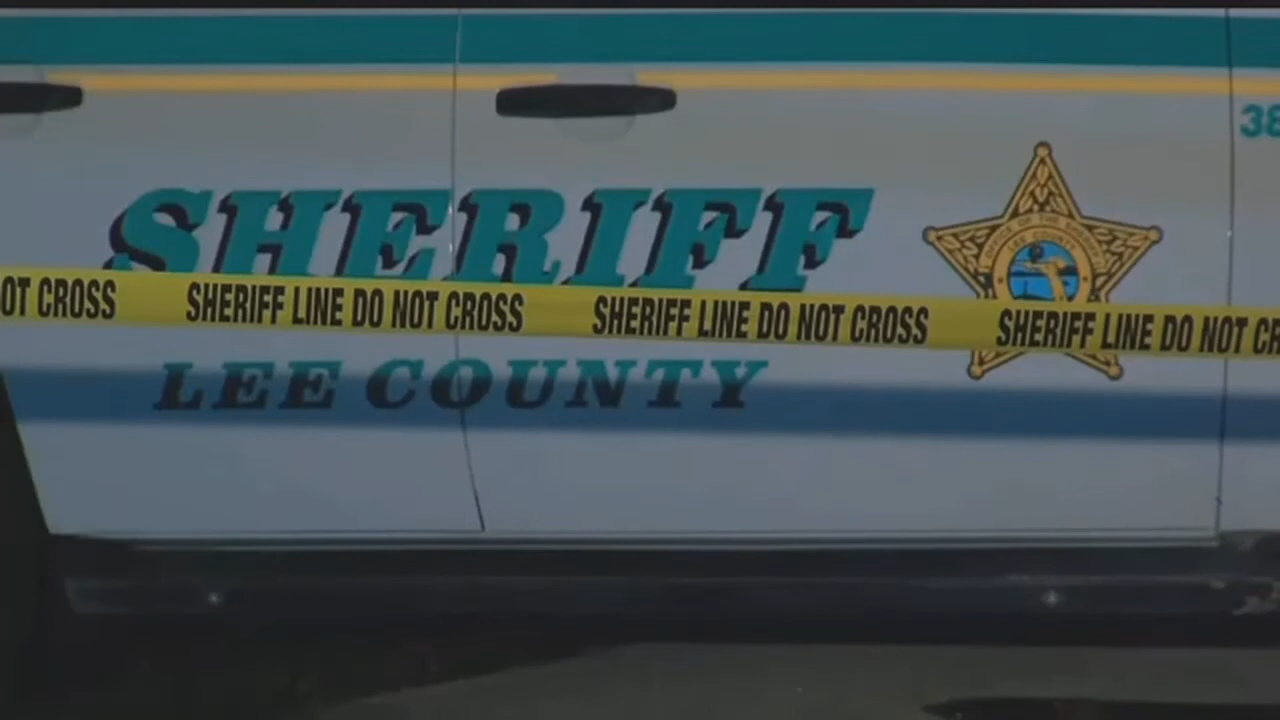 38
SHERIFF
OT CROSS SHERIFF LINE DO NOT CROSS SHERIFF LINE DO NOT CROSS SHERIFF LINE DO NOT CR
LEE COUNTY